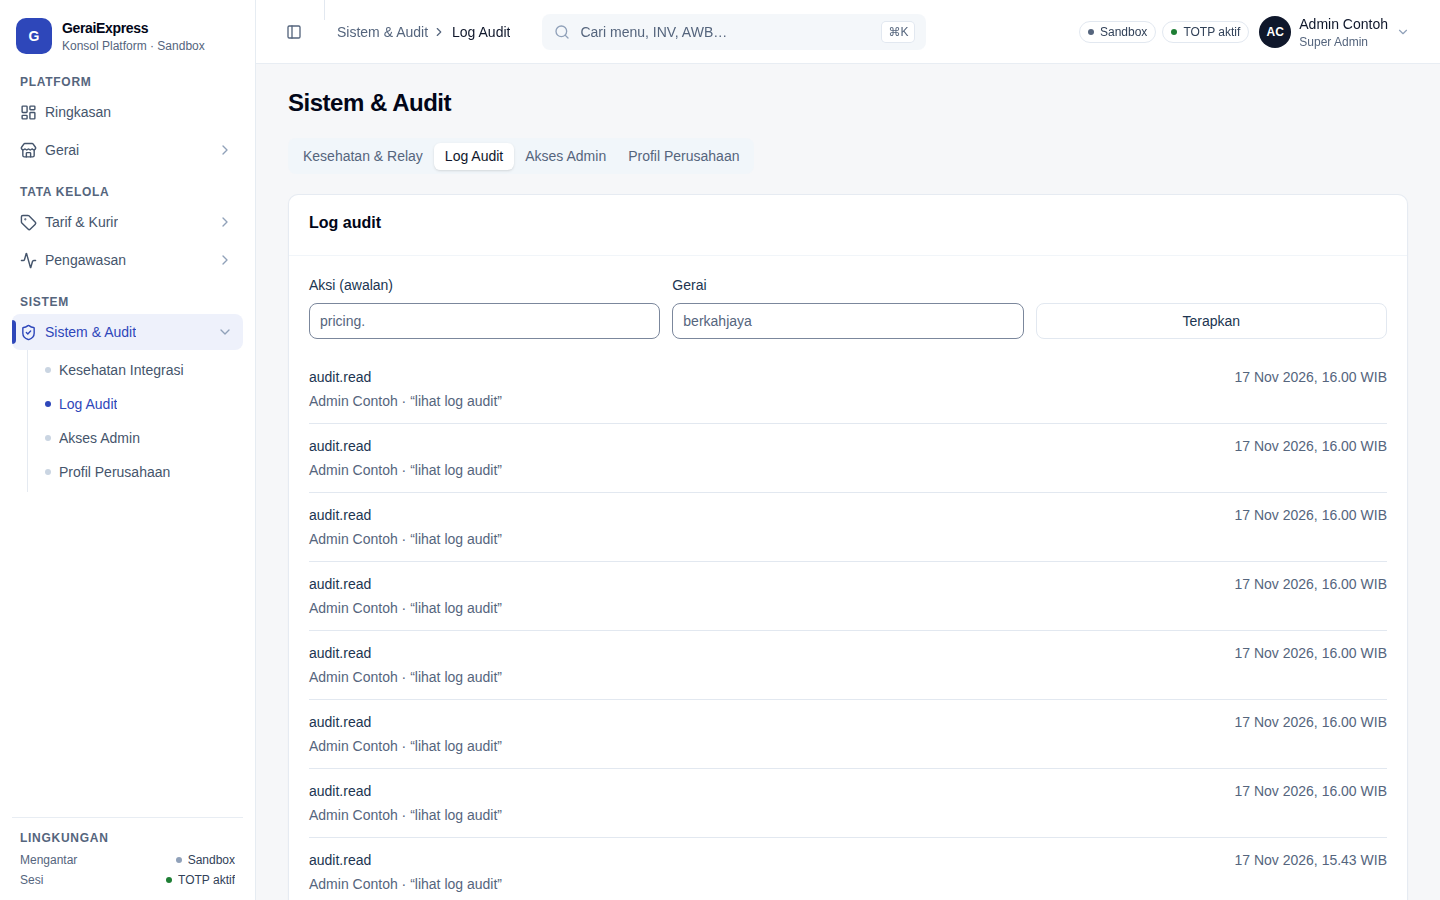 G
GeraiExpress
Konsol Platform · Sandbox
PLATFORM
Ringkasan
Gerai
TATA KELOLA
Tarif & Kurir
Pengawasan
SISTEM
Sistem & Audit
Kesehatan Integrasi
Log Audit
Akses Admin
Profil Perusahaan
LINGKUNGAN
Mengantar Sandbox
Sesi TOTP aktif
Sistem & Audit > Log Audit
Cari menu, INV, AWB… ⌘K
Sandbox
TOTP aktif
AC
Admin Contoh
Super Admin
Sistem & Audit
Kesehatan & Relay Log Audit Akses Admin Profil Perusahaan
Log audit
Aksi (awalan) Gerai
pricing. berkahjaya Terapkan
audit.read 17 Nov 2026, 16.00 WIB
Admin Contoh · “lihat log audit”
audit.read 17 Nov 2026, 16.00 WIB
Admin Contoh · “lihat log audit”
audit.read 17 Nov 2026, 16.00 WIB
Admin Contoh · “lihat log audit”
audit.read 17 Nov 2026, 16.00 WIB
Admin Contoh · “lihat log audit”
audit.read 17 Nov 2026, 16.00 WIB
Admin Contoh · “lihat log audit”
audit.read 17 Nov 2026, 16.00 WIB
Admin Contoh · “lihat log audit”
audit.read 17 Nov 2026, 16.00 WIB
Admin Contoh · “lihat log audit”
audit.read 17 Nov 2026, 15.43 WIB
Admin Contoh · “lihat log audit”